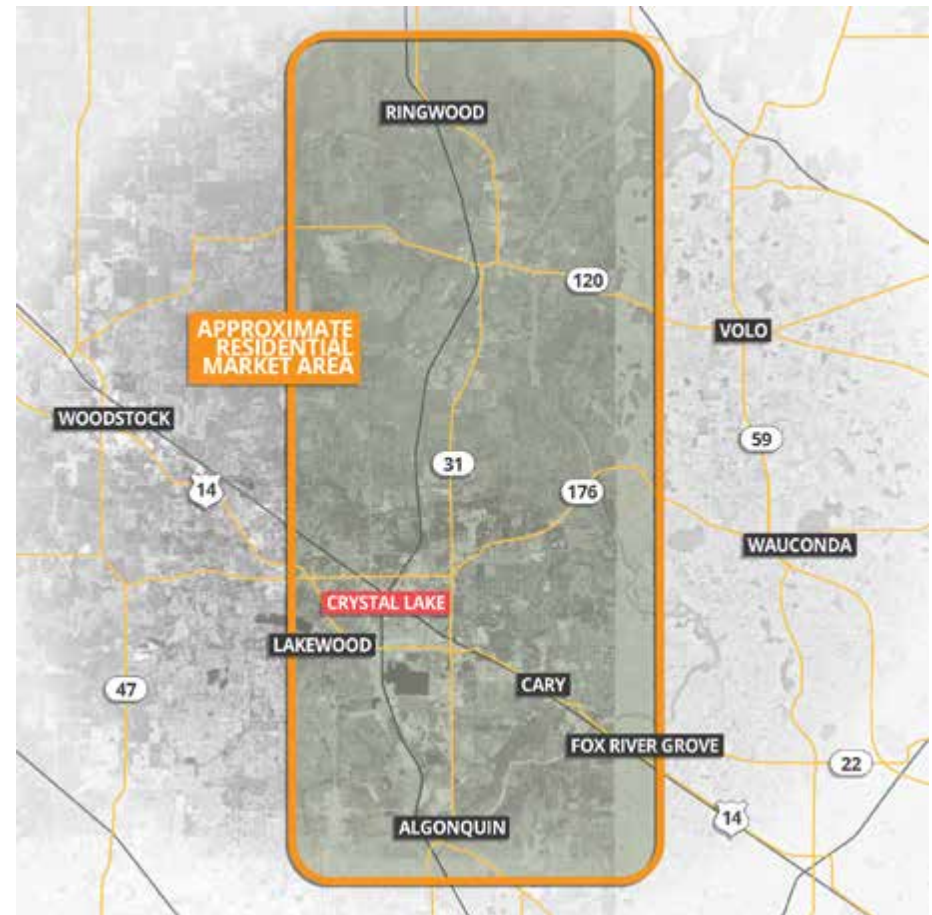 RINGWOOD
120
APPROXIMATE
RESIDENTIAL
MARKET AREA
VOLO
WOODSTOCK
59
31
14
176
WAUCONDA
CRYSTAL LAKE
LAKEWOOD
47
CARY
FOX RIVER GROVE
22
14
ALGONQUIN